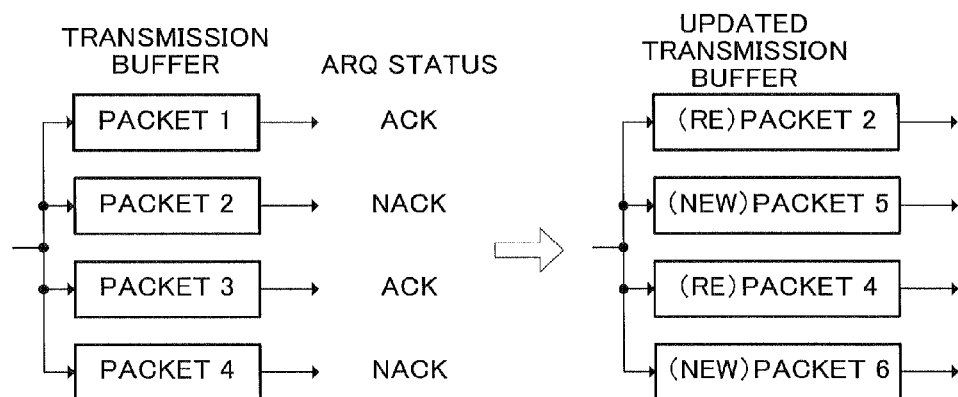 TRANSMISSION
BUFFER
ARQ STATUS
UPDATED
TRANSMISSION
BUFFER
PACKET 1
ACK
(RE)PACKET 2
PACKET 2
NACK
(NEW)PACKET 5
PACKET 3
ACK
(RE)PACKET 4
PACKET 4
NACK
(NEW)PACKET 6